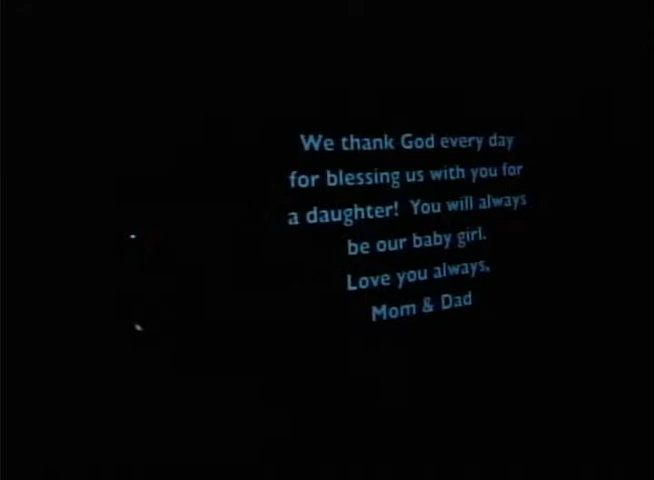 We thank God every day
for blessing us with you for
a daughter! You will always
be our baby girl.
Love you always,
Mom & Dad